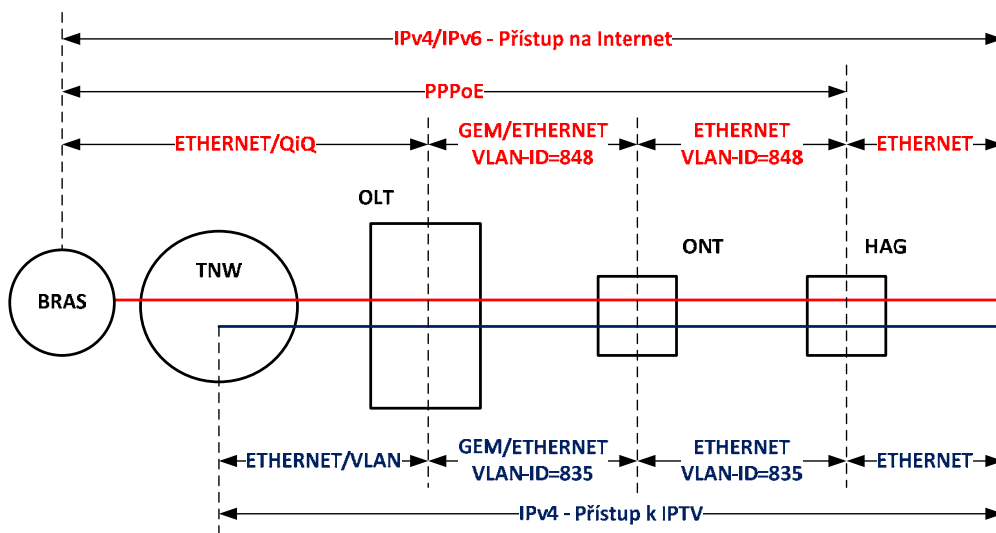 IPv4/IPv6 - Přístup na Internet
PPPoE
ETHERNET/QiQ
GEM/ETHERNET
VLAN-ID=848
ETHERNET
VLAN-ID=848
ETHERNET
OLT
ONT
HAG
TNW
BRAS
ETHERNET/VLAN
GEM/ETHERNET
VLAN-ID=835
ETHERNET
VLAN-ID=835
ETHERNET
IPv4 - Přístup k IPTV